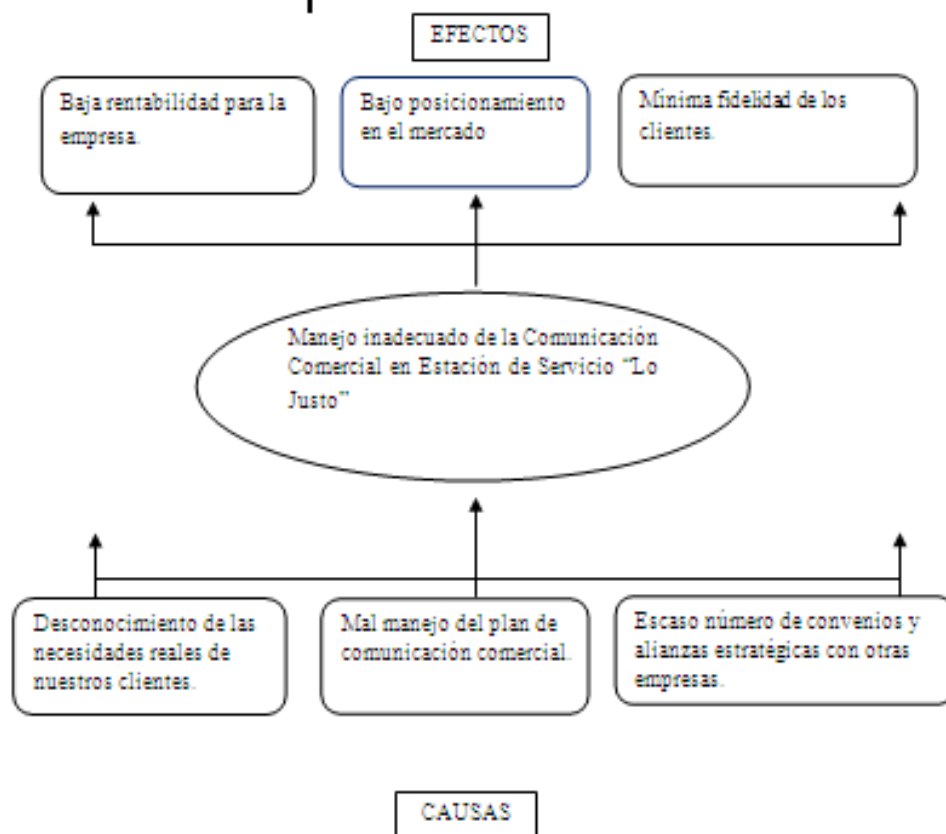 EFECTOS
Baja rentabilidad para la
empresa.
Bajo posicionamiento
en el mercado
Mínima fidelidad de los
clientes.
Manejo inadecuado de la Comunicación
Comercial en Estación de Servicio "Lo
Justo"
Desconocimiento de las
necesidades reales de
nuestros clientes.
Mal manejo del plan de
comunicación comercial.
Escaso número de convenios y
alianzas estratégicas con otras
empresas.
CAUSAS